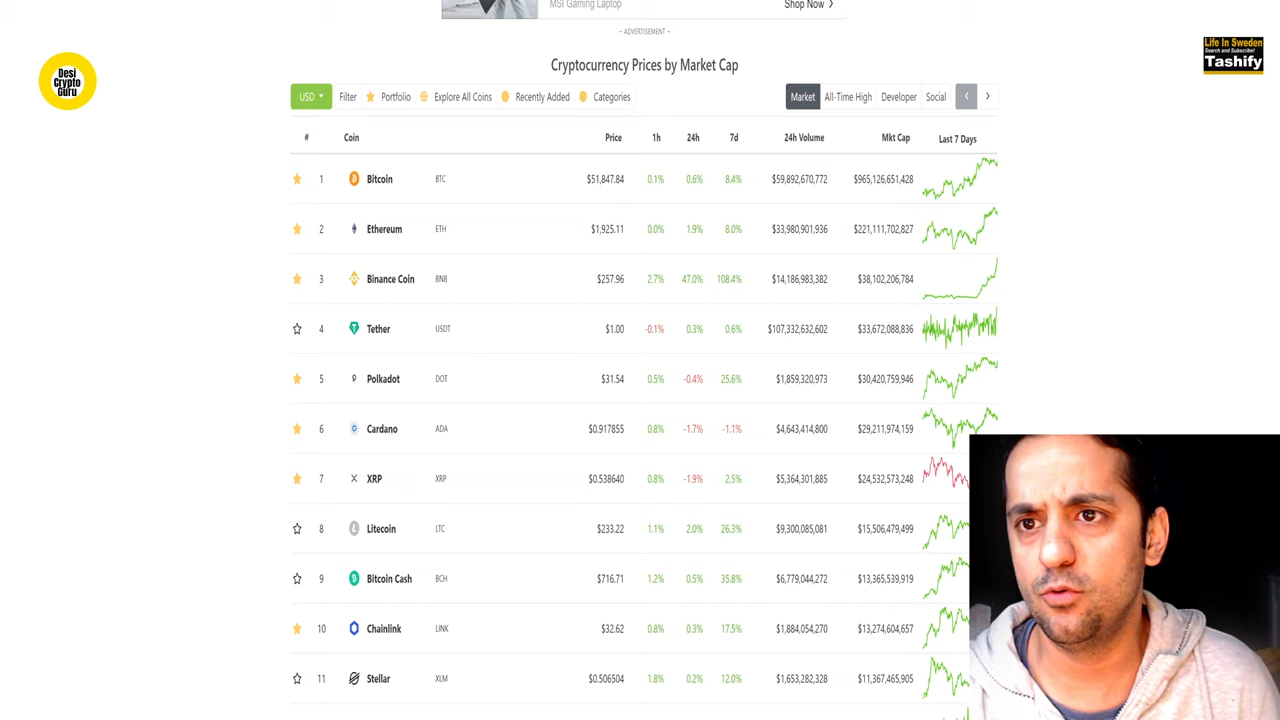 MSI Gaming Laptop
Shop Now
~ ADVERTISEMENT ~
Desi
Crypto
Guru
Life In Sweden
Search and Subscribe!
Tashify
Cryptocurrency Prices by Market Cap
USD Filter Portfolio Explore All Coins Recently Added Categories Market All-Time High Developer Social
# Coin Price 1h 24h 7d 24h Volume Mkt Cap Last 7 Days
1 Bitcoin BTC $51,847.84 0.1% 0.6% 8.4% $59,892,670,772 $965,126,651,428
2 Ethereum ETH $1,925.11 0.0% 1.9% 8.0% $33,980,901,936 $221,111,702,827
3 Binance Coin BNB $257.96 2.7% 47.0% 108.4% $14,186,983,382 $38,102,206,784
4 Tether USDT $1.00 -0.1% 0.3% 0.6% $107,332,632,602 $33,672,088,836
5 Polkadot DOT $31.54 0.5% -0.4% 25.6% $1,859,320,973 $30,420,759,946
6 Cardano ADA $0.917855 0.8% -1.7% -1.1% $4,643,414,800 $29,211,974,159
7 XRP XRP $0.538640 0.8% -1.9% 2.5% $5,364,301,885 $24,532,573,248
8 Litecoin LTC $233.22 1.1% 2.0% 26.3% $9,300,085,081 $15,506,479,499
9 Bitcoin Cash BCH $716.71 1.2% 0.5% 35.8% $6,779,044,272 $13,365,539,919
10 Chainlink LINK $32.62 0.8% 0.3% 17.5% $1,884,054,270 $13,274,604,657
11 Stellar XLM $0.506504 1.8% 0.2% 12.0% $1,653,282,328 $11,367,465,905